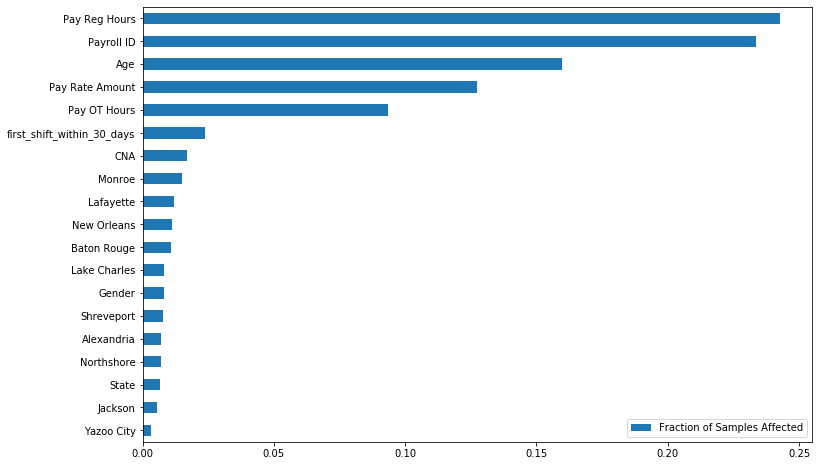 Pay Reg Hours
Payroll ID
Age
Pay Rate Amount
Pay OT Hours
first_shift_within_30_days
CNA
Monroe
Lafayette
New Orleans
Baton Rouge
Lake Charles
Gender
Shreveport
Alexandria
Northshore
State
Jackson
Yazoo City
Fraction of Samples Affected
0.00 0.05 0.10 0.15 0.20 0.25